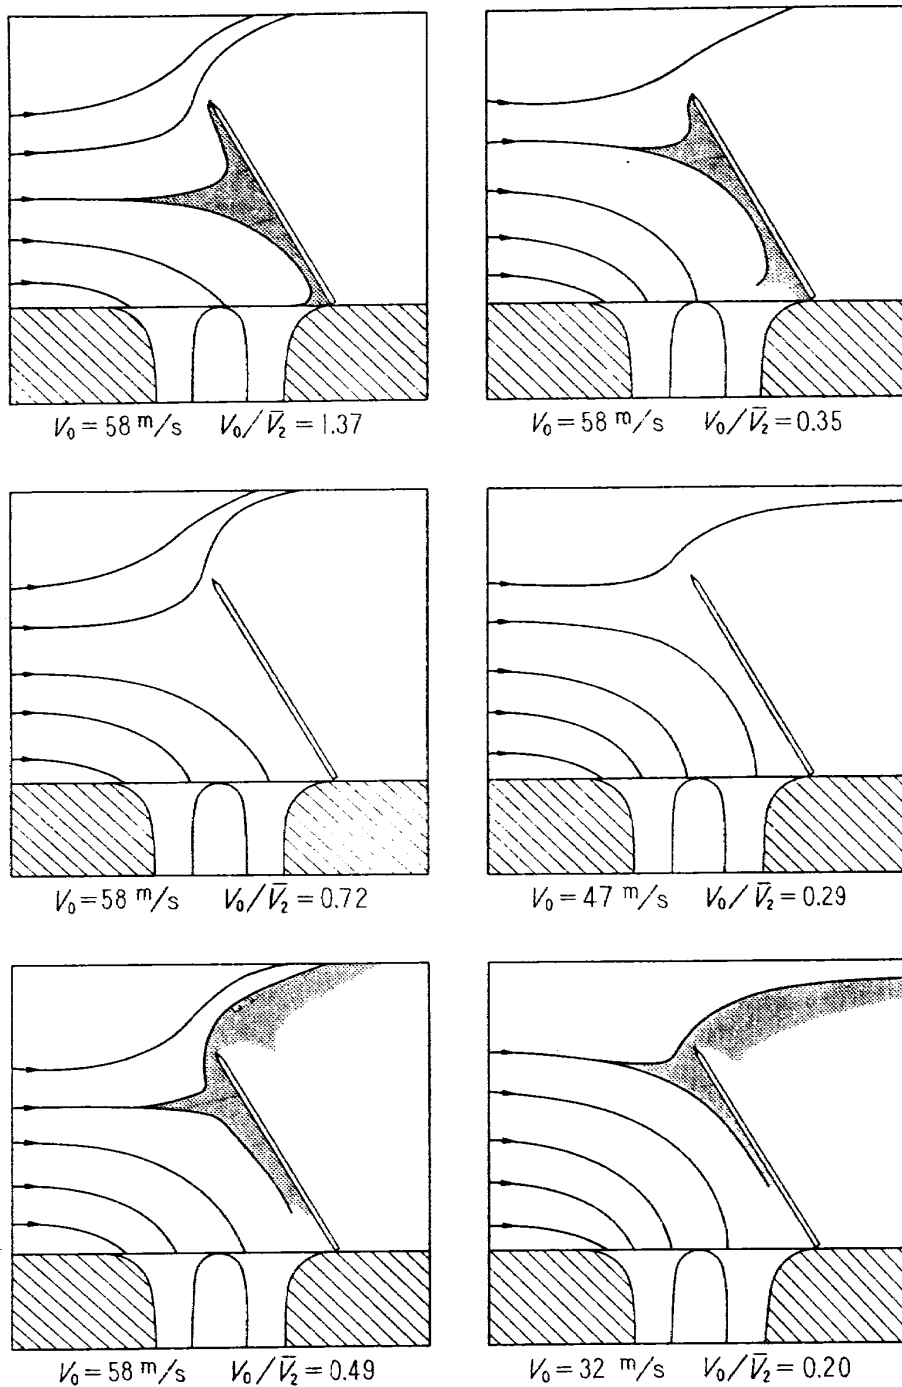 V₀ = 58 m/s V₀/V̄₂ = 1.37
V₀ = 58 m/s V₀/V̄₂ = 0.35
V₀ = 58 m/s V₀/V̄₂ = 0.72
V₀ = 47 m/s V₀/V̄₂ = 0.29
V₀ = 58 m/s V₀/V̄₂ = 0.49
V₀ = 32 m/s V₀/V̄₂ = 0.20